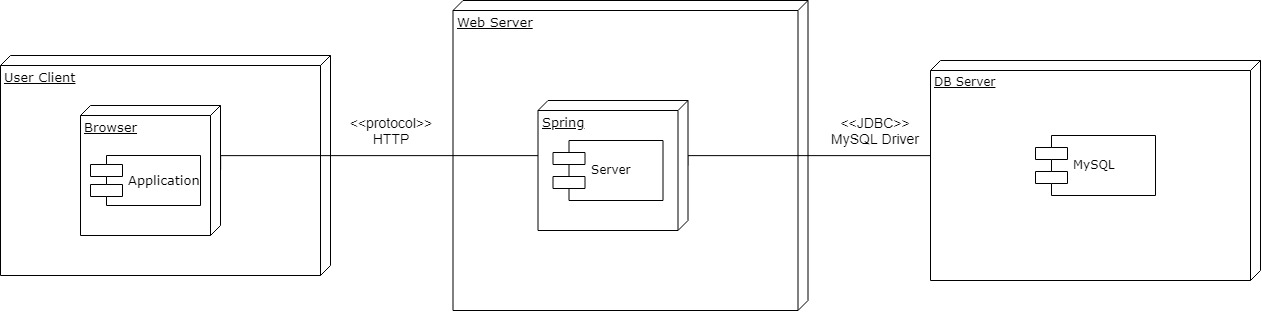 User Client
Browser
Application
<<protocol>>
HTTP
Web Server
Spring
Server
<<JDBC>>
MySQL Driver
DB Server
MySQL